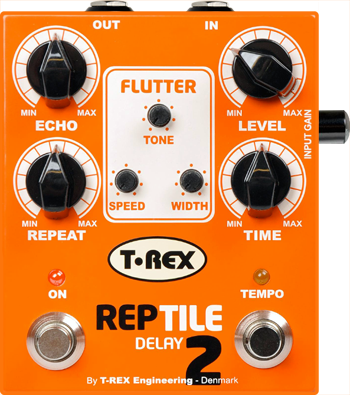 OUT IN
FLUTTER
MIN MAX
ECHO
TONE
MIN MAX
LEVEL
INPUT GAIN
SPEED WIDTH
MIN MAX
REPEAT
MIN MAX
TIME
T-REX
ON
TEMPO
REPTILE
DELAY 2
By T-REX Engineering - Denmark